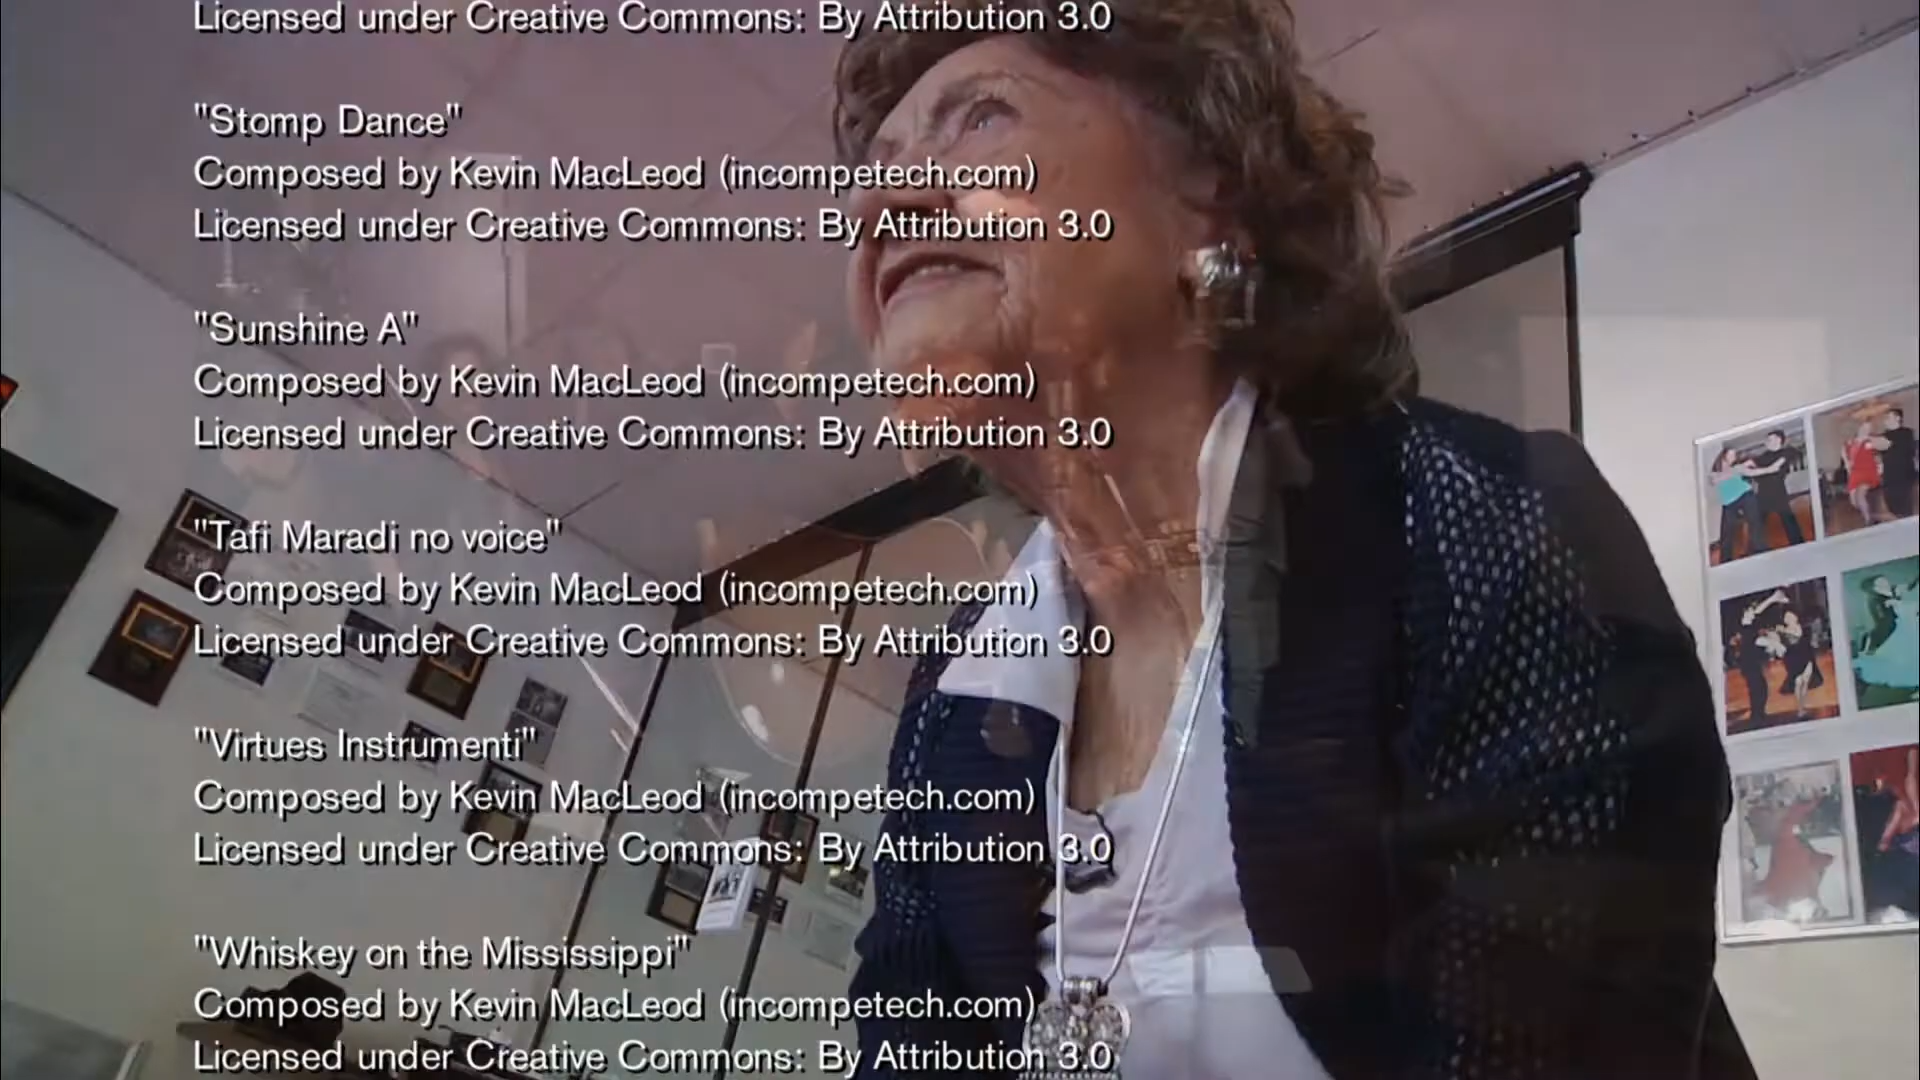 Licensed under Creative Commons: By Attribution 3.0
"Stomp Dance"
Composed by Kevin MacLeod (incompetech.com)
Licensed under Creative Commons: By Attribution 3.0
"Sunshine A"
Composed by Kevin MacLeod (incompetech.com)
Licensed under Creative Commons: By Attribution 3.0
"Tafi Maradi no voice"
Composed by Kevin MacLeod (incompetech.com)
Licensed under Creative Commons: By Attribution 3.0
"Virtues Instrumenti"
Composed by Kevin MacLeod (incompetech.com)
Licensed under Creative Commons: By Attribution 3.0
"Whiskey on the Mississippi"
Composed by Kevin MacLeod (incompetech.com)
Licensed under Creative Commons: By Attribution 3.0